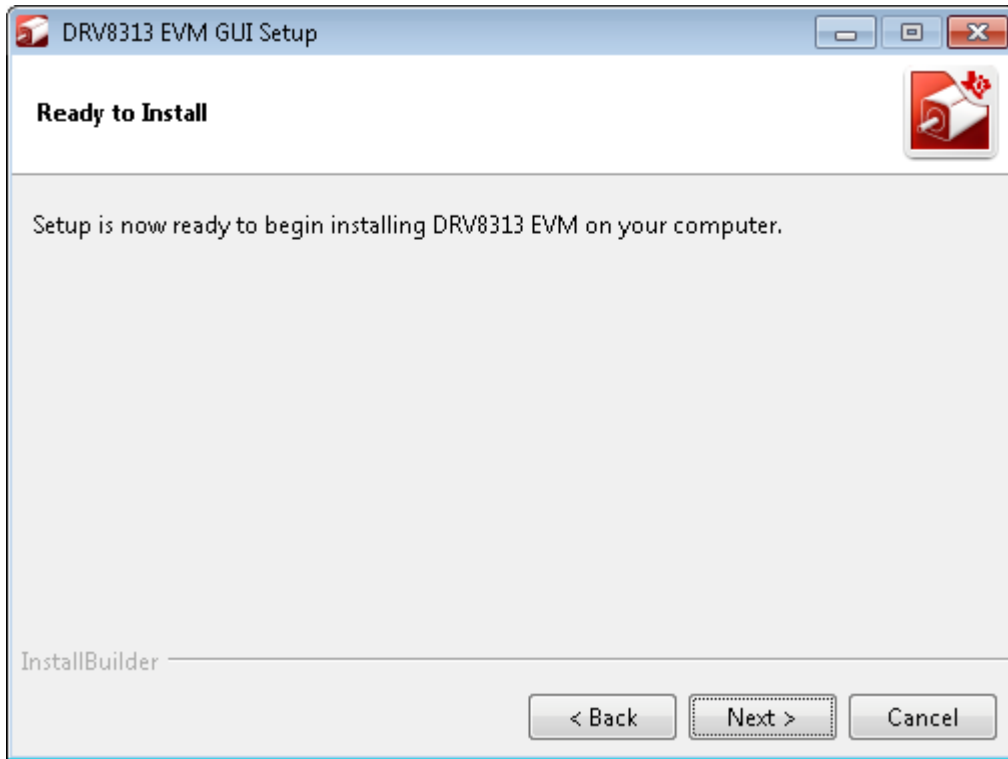 DRV8313 EVM GUI Setup
Ready to Install
Setup is now ready to begin installing DRV8313 EVM on your computer.
InstallBuilder
< Back Next > Cancel